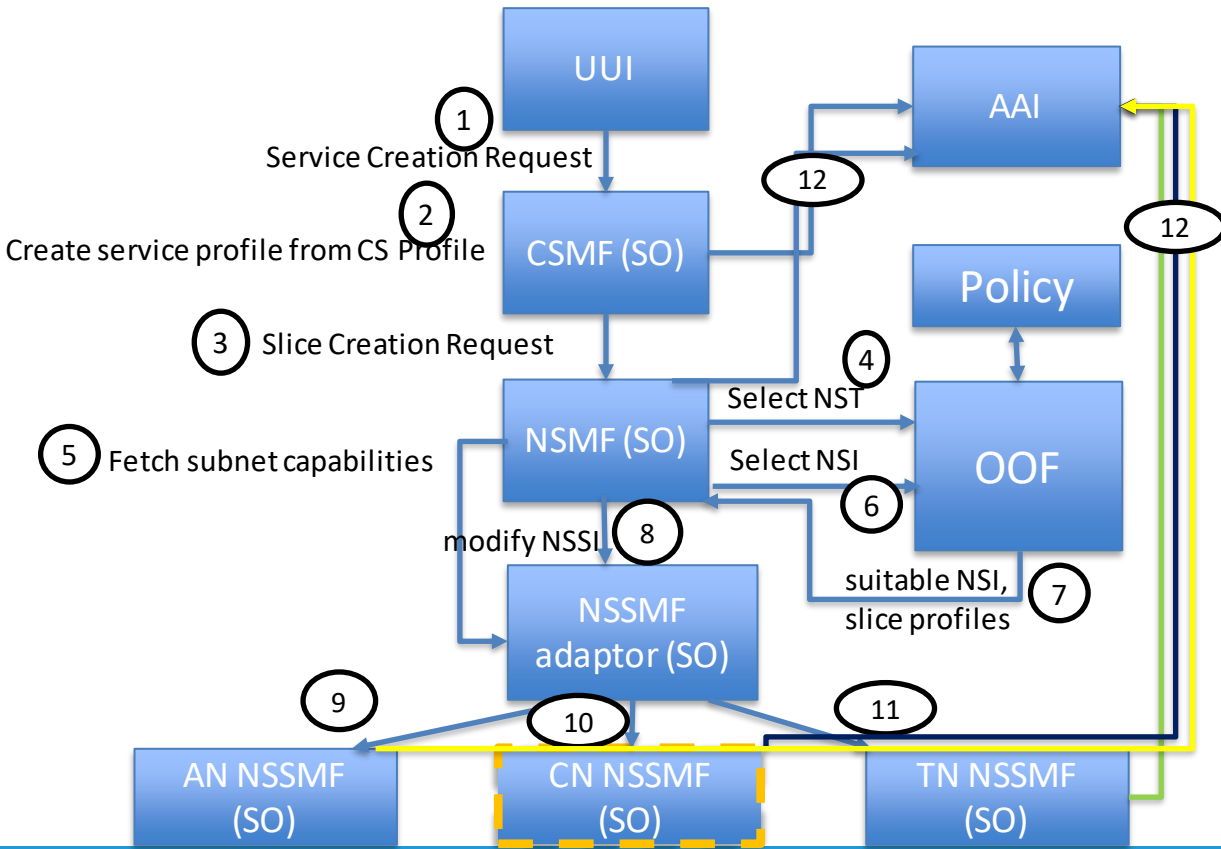 UUI
AAI
1
Service Creation Request
12
2
12
Create service profile from CS Profile
CSMF (SO)
Policy
3
Slice Creation Request
4
Select NST
5
Fetch subnet capabilities
NSMF (SO)
Select NSI
OOF
6
modify NSSI
8
suitable NSI,
slice profiles
7
NSSMF
adaptor (SO)
9
10
11
AN NSSMF
(SO)
CN NSSMF
(SO)
TN NSSMF
(SO)